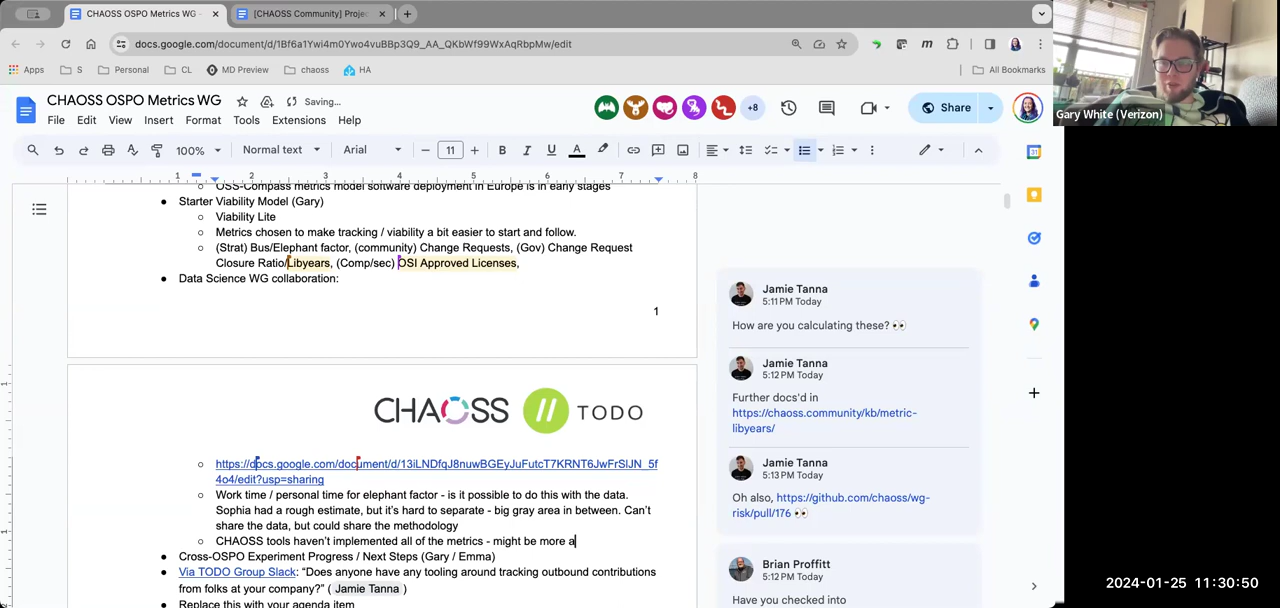 CHAOSS OSPO Metrics WG -
[CHAOSS Community] Projec
docs.google.com/document/d/1Bf6a1Ywi4m0Ywo4vuBBp3Q9_AA_QKbWf99WxAqRbpMw/edit
Apps
S
Personal
CL
MD Preview
chaoss
HA
All Bookmarks
Gary White (Verizon)
CHAOSS OSPO Metrics WG
Saving...
File Edit View Insert Format Tools Extensions Help
+8
Share
100%
Normal text
Arial
11
1 2 3 4 5 6 7 8
OSS-Compass metrics model software deployment in Europe is in early stages
Starter Viability Model (Gary)
Viability Lite
Metrics chosen to make tracking / viability a bit easier to start and follow.
(Strat) Bus/Elephant factor, (community) Change Requests, (Gov) Change Request
Closure Ratio/Libyears, (Comp/sec) OSI Approved Licenses,
Data Science WG collaboration:
1
CHAOSS // TODO
https://docs.google.com/document/d/13iLNDfqJ8nuwBGEyJuFutcT7KRNT6JwFrSlJN_5f
4o4/edit?usp=sharing
Work time / personal time for elephant factor - is it possible to do this with the data.
Sophia had a rough estimate, but it's hard to separate - big gray area in between. Can't
share the data, but could share the methodology
CHAOSS tools haven't implemented all of the metrics - might be more a
Cross-OSPO Experiment Progress / Next Steps (Gary / Emma)
Via TODO Group Slack: "Does anyone have any tooling around tracking outbound contributions
from folks at your company?" ( Jamie Tanna )
Replace this with your agenda item
Jamie Tanna
5:11 PM Today
How are you calculating these? 👀
Jamie Tanna
5:12 PM Today
Further docs'd in
https://chaoss.community/kb/metric-
libyears/
Jamie Tanna
5:13 PM Today
Oh also, https://github.com/chaoss/wg-
risk/pull/176 👀
Brian Proffitt
5:12 PM Today
Have you checked into
2024-01-25 11:30:50